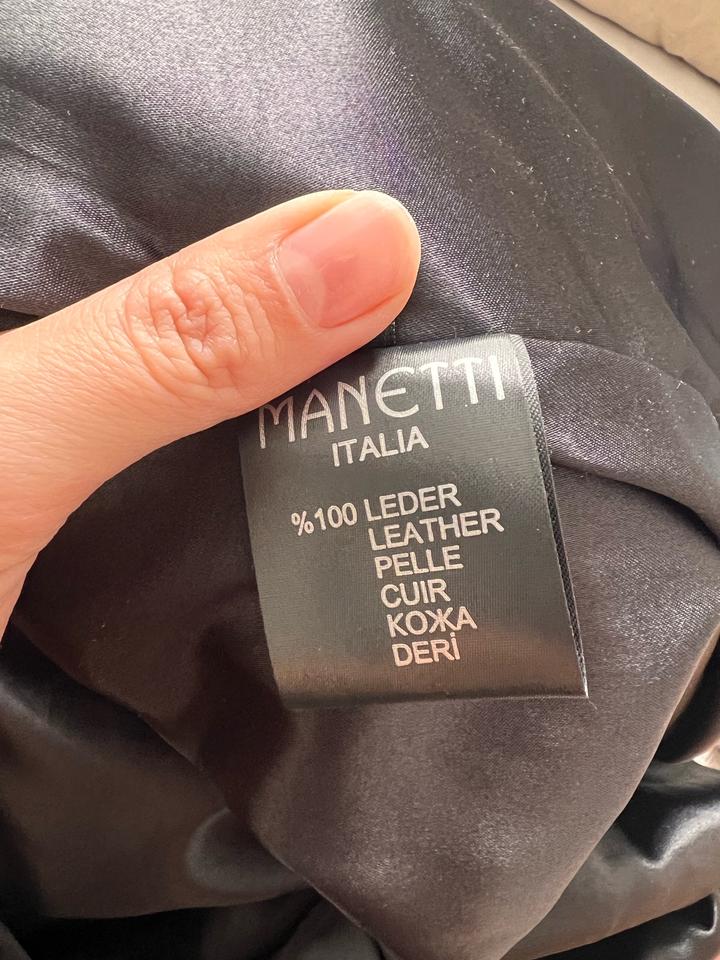 MANETTI
ITALIA
%100 LEDER
LEATHER
PELLE
CUIR
КОЖА
DERİ